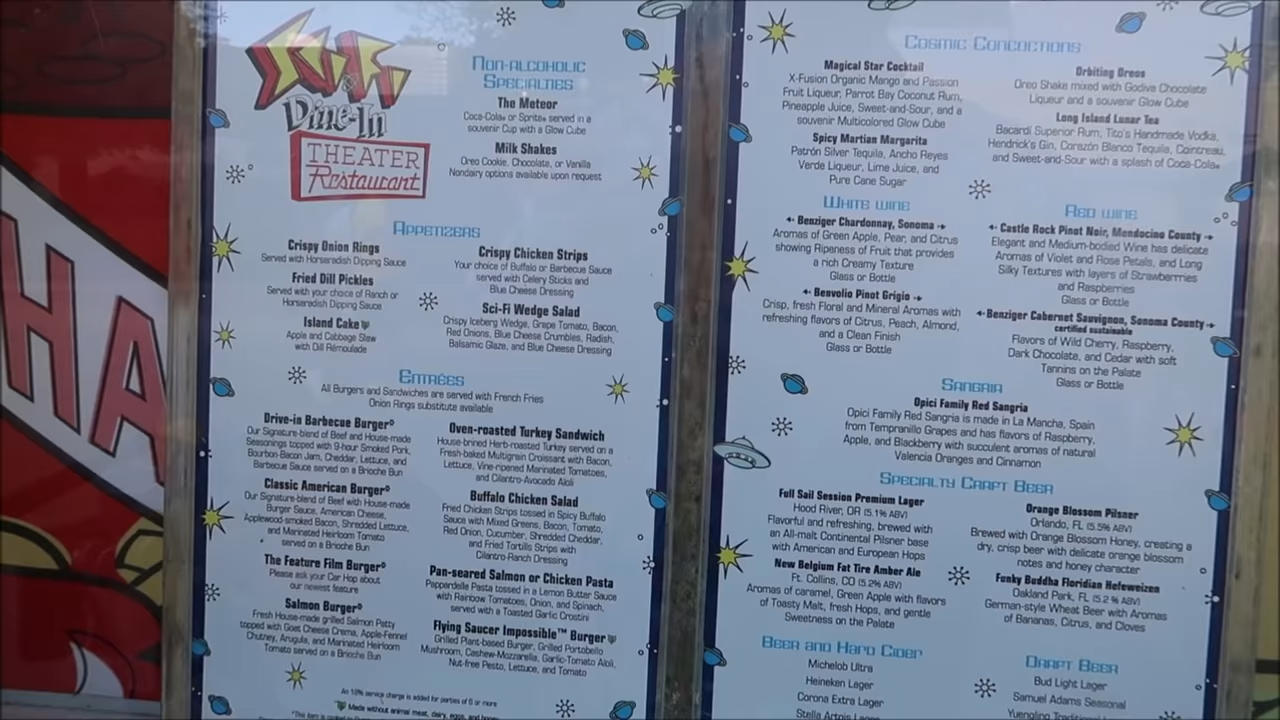 HA
Sci-Fi
Dine-In
THEATER
Restaurant
Non-alcoholic
Specialties
The Meteor
Coca-Cola® or Sprite® served in a
souvenir Cup with a Glow Cube
Milk Shakes
Oreo Cookie, Chocolate, or Vanilla
Nondairy options available upon request
Appetizers
Crispy Onion Rings
Served with Horseradish Dipping Sauce
Fried Dill Pickles
Served with your choice of Ranch or
Horseradish Dipping Sauce
Island Cake
Apple and Cabbage Slaw
with Dill Rémoulade
Crispy Chicken Strips
Your choice of Buffalo or Barbecue Sauce
served with Celery Sticks and
Blue Cheese Dressing
Sci-Fi Wedge Salad
Crispy Iceberg Wedge, Grape Tomato, Bacon,
Red Onions, Blue Cheese Crumbles, Radish,
Balsamic Glaze, and Blue Cheese Dressing
Entrées
All Burgers and Sandwiches are served with French Fries
Onion Rings substitute available
Drive-in Barbecue Burger*
Our Signature-blend of Beef and House-made
Seasonings topped with 9-hour Smoked Pork,
Bourbon-Bacon Jam, Cheddar, Lettuce, and
Barbecue Sauce served on a Brioche Bun
Classic American Burger*
Our Signature-blend of Beef with House-made
Burger Sauce, American Cheese,
Applewood-smoked Bacon, Shredded Lettuce,
and Marinated Heirloom Tomato
served on a Brioche Bun
The Feature Film Burger*
Please ask your Car Hop about
our newest feature
Salmon Burger*
Fresh House-made grilled Salmon Patty
topped with Goat Cheese Crema, Apple-Fennel
Chutney, Arugula, and Marinated Heirloom
Tomato served on a Brioche Bun
Oven-roasted Turkey Sandwich
House-brined Herb-roasted Turkey served on a
Fresh-baked Multigrain Croissant with Bacon,
Lettuce, Vine-ripened Marinated Tomatoes,
and Cilantro-Avocado Aïoli
Buffalo Chicken Salad
Fried Chicken Strips tossed in Spicy Buffalo
Sauce with Mixed Greens, Bacon, Tomato,
Red Onion, Cucumber, Shredded Cheddar,
and Fried Tortilla Strips with
Cilantro-Ranch Dressing
Pan-seared Salmon or Chicken Pasta
Pappardelle Pasta tossed in a Lemon Butter Sauce
with Rainbow Tomatoes, Onion, and Spinach,
served with a Toasted Garlic Crostini
Flying Saucer Impossible™ Burger
Grilled Plant-based Burger, Grilled Portobello
Mushroom, Cashew-Mozzarella, Garlic-Tomato Aïoli,
Nut-free Pesto, Lettuce, and Tomato
An 18% service charge is added for parties of 6 or more
Made without animal meat, dairy, eggs, and honey
Cosmic Concoctions
Magical Star Cocktail
X-Fusion Organic Mango and Passion
Fruit Liqueur, Parrot Bay Coconut Rum,
Pineapple Juice, Sweet-and-Sour, and a
souvenir Multicolored Glow Cube
Spicy Martian Margarita
Patrón Silver Tequila, Ancho Reyes
Verde Liqueur, Lime Juice, and
Pure Cane Sugar
Orbiting Oreos
Oreo Shake mixed with Godiva Chocolate
Liqueur and a souvenir Glow Cube
Long Island Lunar Tea
Bacardi Superior Rum, Tito's Handmade Vodka,
Hendrick's Gin, Corazón Blanco Tequila, Cointreau,
and Sweet-and-Sour with a splash of Coca-Cola®
White Wine
Benziger Chardonnay, Sonoma
Aromas of Green Apple, Pear, and Citrus
showing Ripeness of Fruit that provides
a rich Creamy Texture
Glass or Bottle
Benvolio Pinot Grigio
Crisp, fresh Floral and Mineral Aromas with
refreshing flavors of Citrus, Peach, Almond,
and a Clean Finish
Glass or Bottle
Red Wine
Castle Rock Pinot Noir, Mendocino County
Elegant and Medium-bodied Wine has delicate
Aromas of Violet and Rose Petals, and Long
Silky Textures with layers of Strawberries
and Raspberries
Glass or Bottle
Benziger Cabernet Sauvignon, Sonoma County
certified sustainable
Flavors of Wild Cherry, Raspberry,
Dark Chocolate, and Cedar with soft
Tannins on the Palate
Glass or Bottle
Sangria
Opici Family Red Sangria
Opici Family Red Sangria is made in La Mancha, Spain
from Tempranillo Grapes and has flavors of Raspberry,
Apple, and Blackberry with succulent aromas of natural
Valencia Oranges and Cinnamon
Specialty Craft Beer
Full Sail Session Premium Lager
Hood River, OR (5.1% ABV)
Flavorful and refreshing, brewed with
an All-malt Continental Pilsner base
with American and European Hops
New Belgium Fat Tire Amber Ale
Ft. Collins, CO (5.2% ABV)
Aromas of caramel, Green Apple with flavors
of Toasty Malt, fresh Hops, and gentle
Sweetness on the Palate
Orange Blossom Pilsner
Orlando, FL (5.5% ABV)
Brewed with Orange Blossom Honey, creating a
dry, crisp beer with delicate orange blossom
notes and honey character
Funky Buddha Floridian Hefeweizen
Oakland Park, FL (5.2 % ABV)
German-style Wheat Beer with Aromas
of Bananas, Citrus, and Cloves
Beer and Hard Cider
Michelob Ultra
Heineken Lager
Corona Extra Lager
Stella Artois Lager
Draft Beer
Bud Light Lager
Samuel Adams Seasonal
Yuengling Traditional